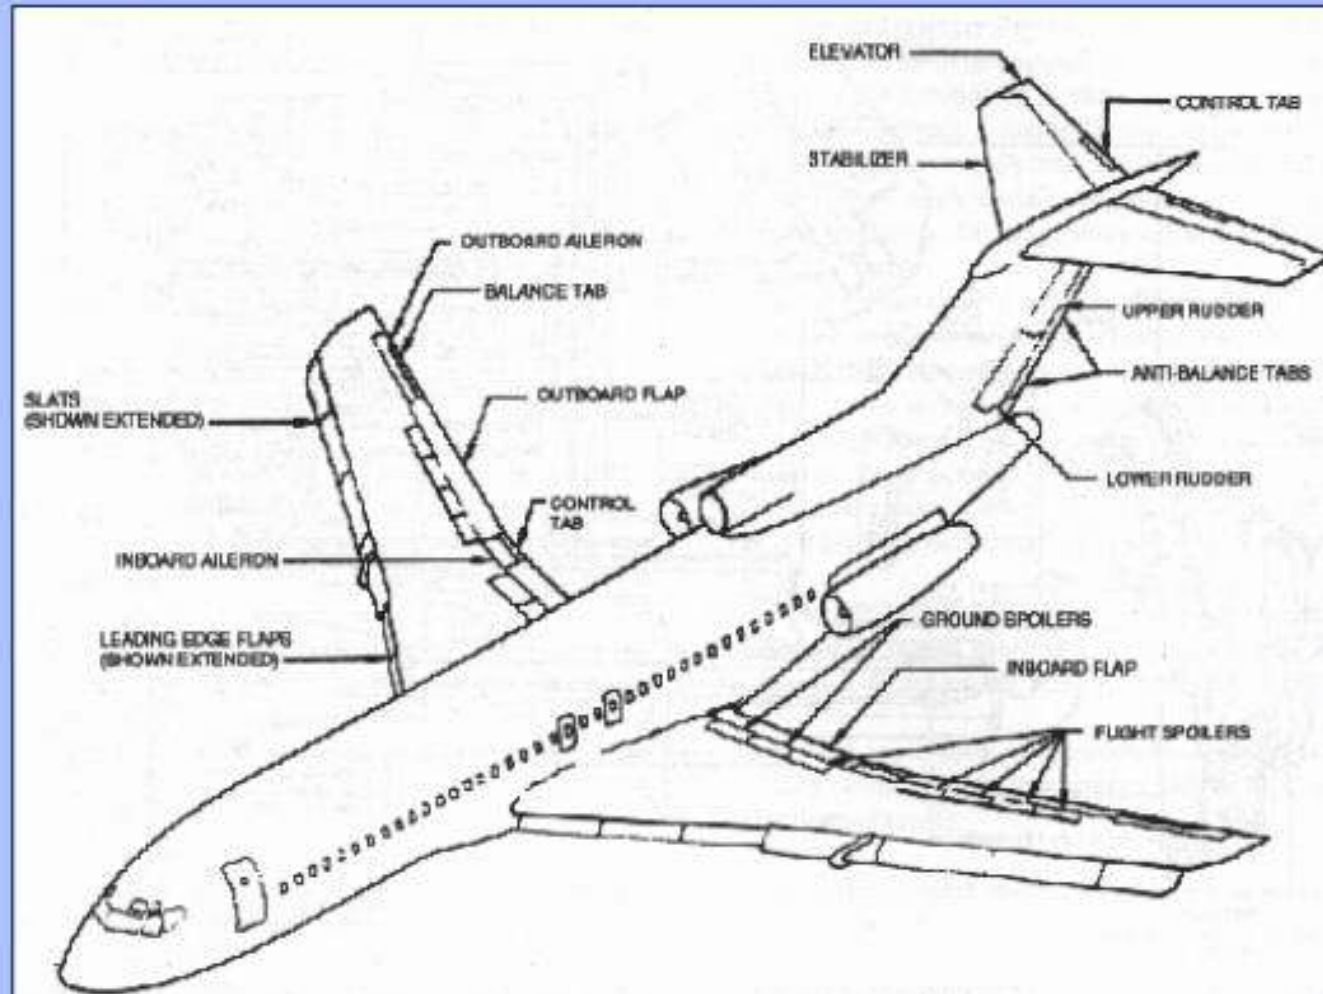 ELEVATOR
CONTROL TAB
STABILIZER
OUTBOARD AILERON
BALANCE TAB
UPPER RUDDER
ANTI-BALANCE TABS
SLATS
(SHOWN EXTENDED)
OUTBOARD FLAP
LOWER RUDDER
CONTROL
TAB
INBOARD AILERON
GROUND SPOILERS
LEADING EDGE FLAPS
(SHOWN EXTENDED)
INBOARD FLAP
FLIGHT SPOILERS